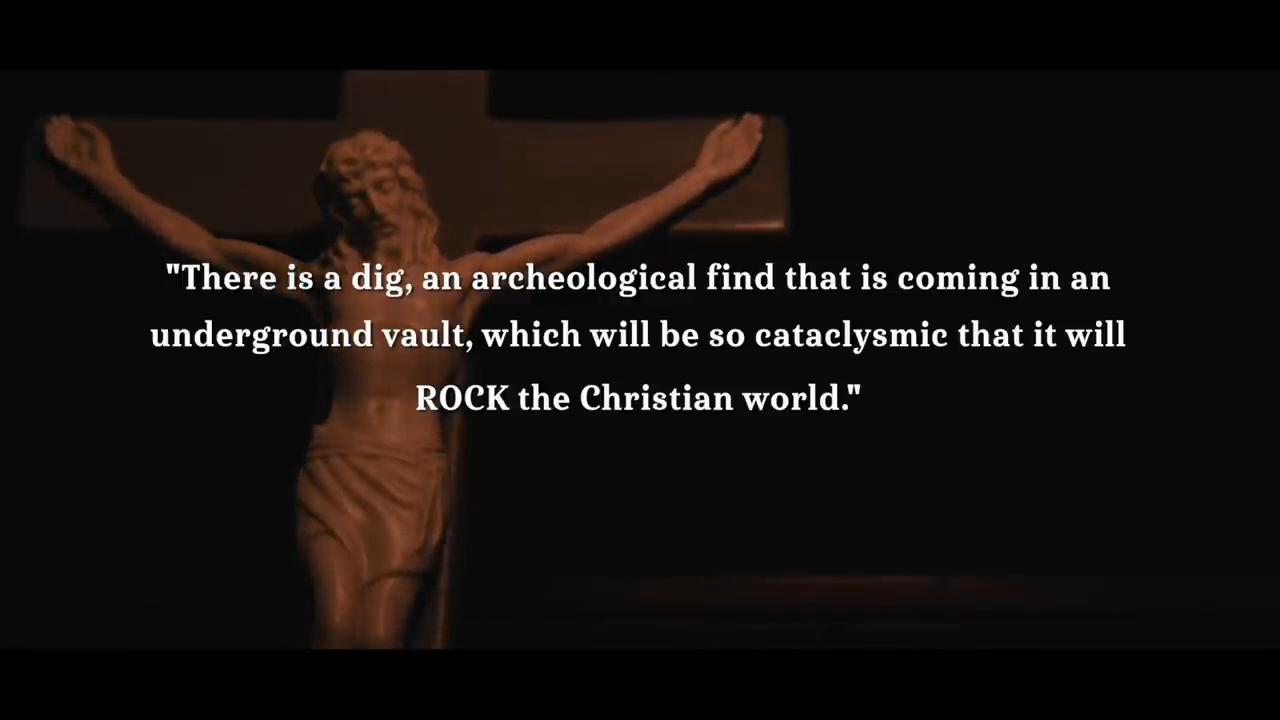 "There is a dig, an archeological find that is coming in an
underground vault, which will be so cataclysmic that it will
ROCK the Christian world."